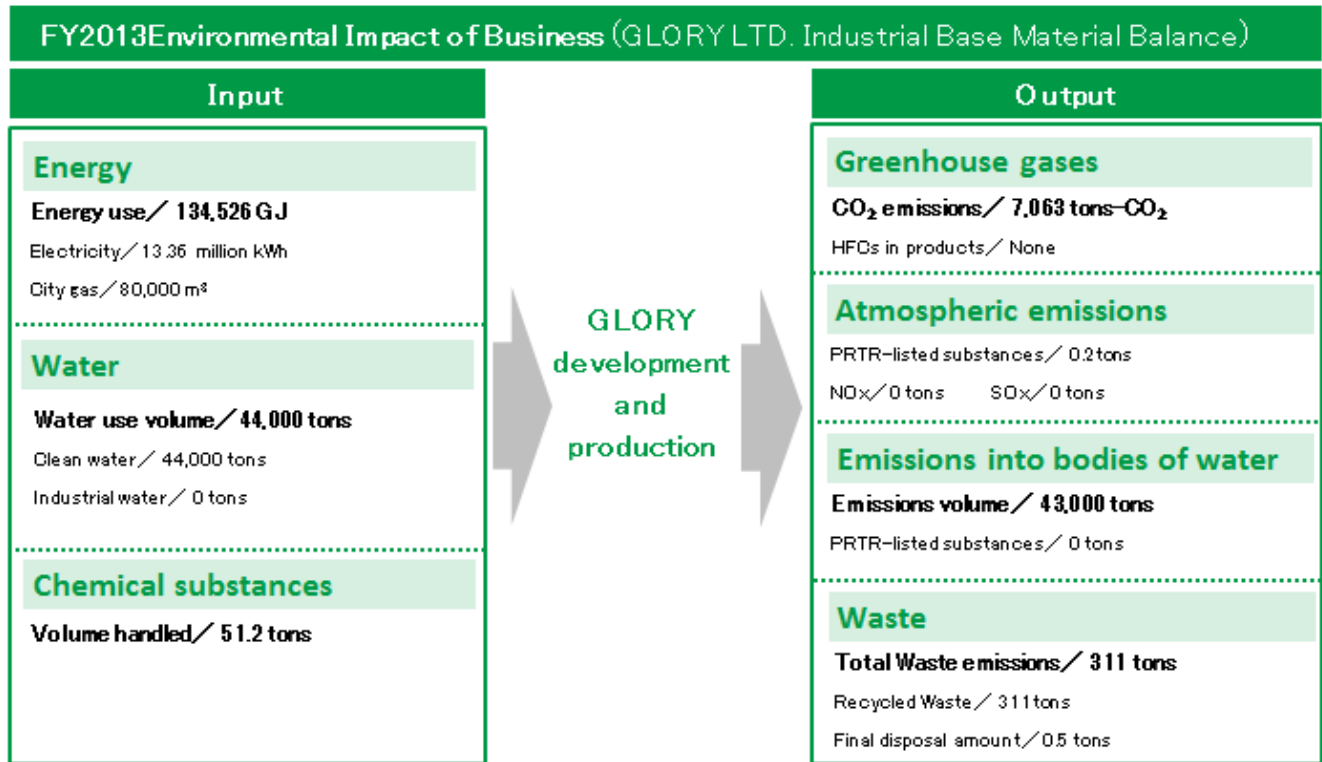 FY2013Environmental Impact of Business (GLORY LTD. Industrial Base Material Balance)
Input
Energy
Energy use／ 134,526 GJ
Electricity／13.36 million kWh
City gas／80,000 m³
Water
Water use volume／44,000 tons
Clean water／ 44,000 tons
Industrial water／ 0 tons
Chemical substances
Volume handled／ 51.2 tons
GLORY
development
and
production
Output
Greenhouse gases
CO₂ emissions／ 7,063 tons-CO₂
HFCs in products／ None
Atmospheric emissions
PRTR-listed substances／ 0.2tons
NOx／0 tons SOx／0 tons
Emissions into bodies of water
Emissions volume／ 43,000 tons
PRTR-listed substances／ 0 tons
Waste
Total Waste emissions／ 311 tons
Recycled Waste／ 311tons
Final disposal amount／0.5 tons